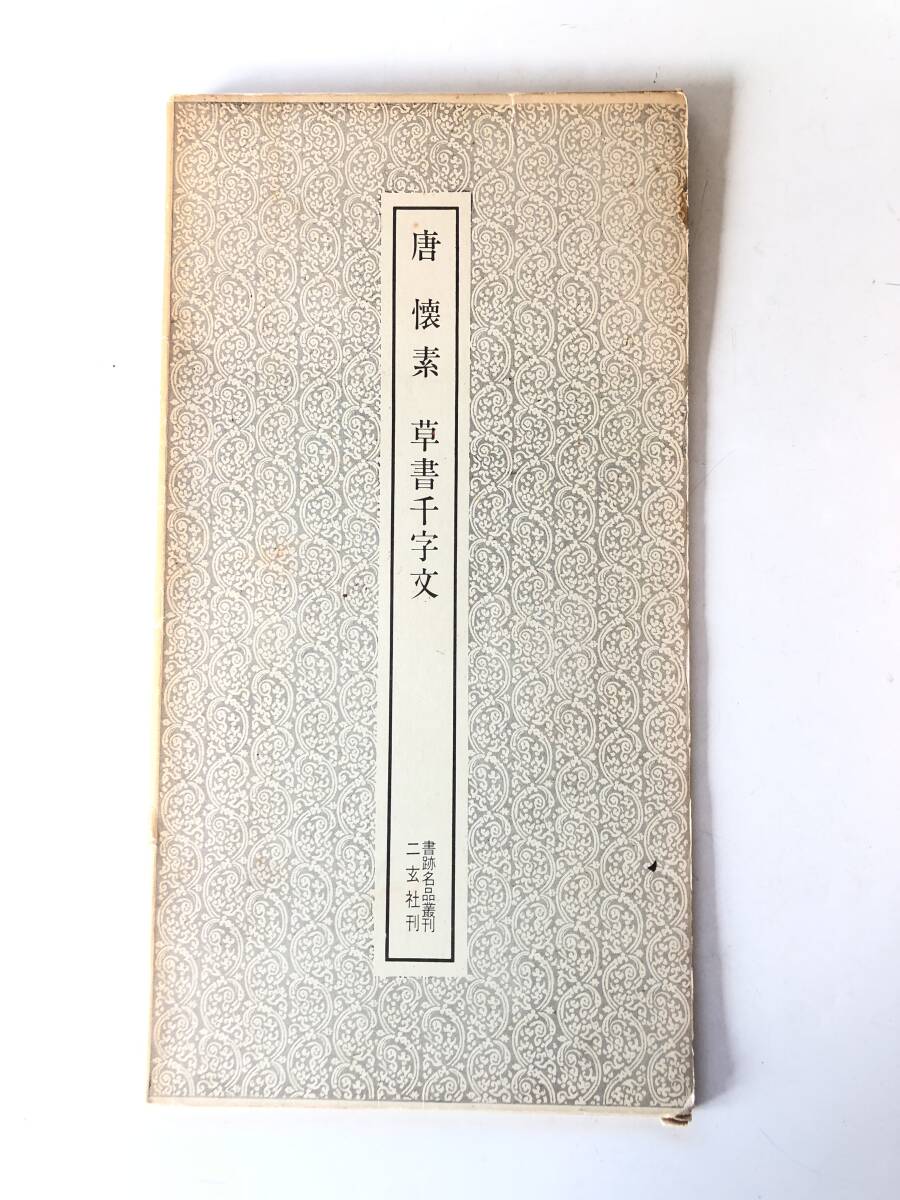 唐 懐素 草書千字文
書跡名品叢刊
二玄社刊